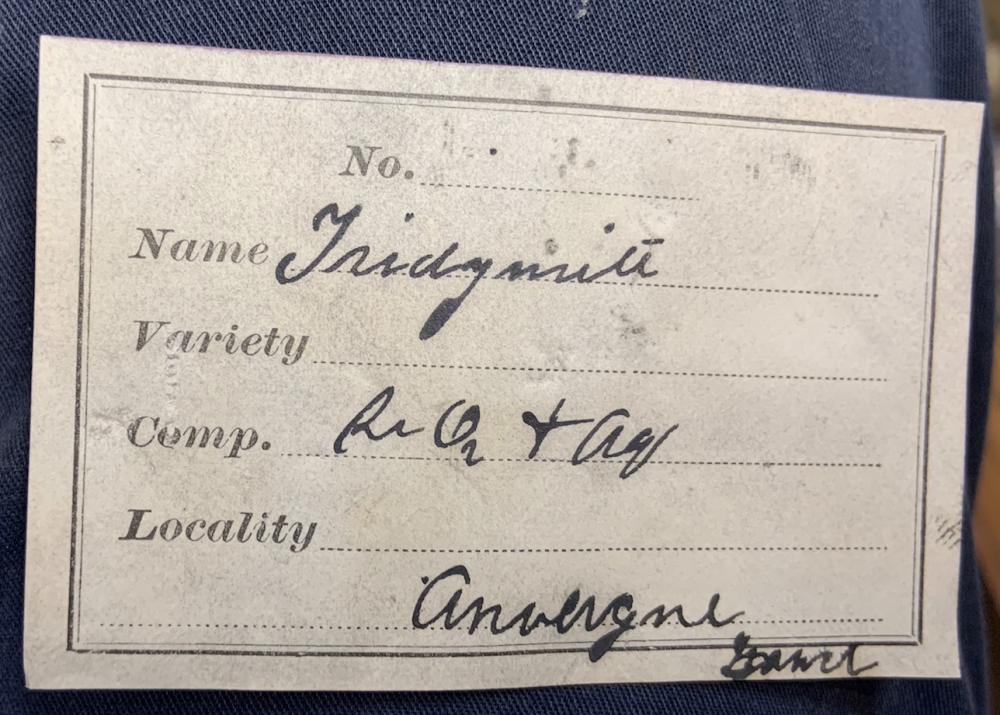 No.
Name Tridymite
Variety
Comp. Si O2 + Aq
Locality
Auvergne